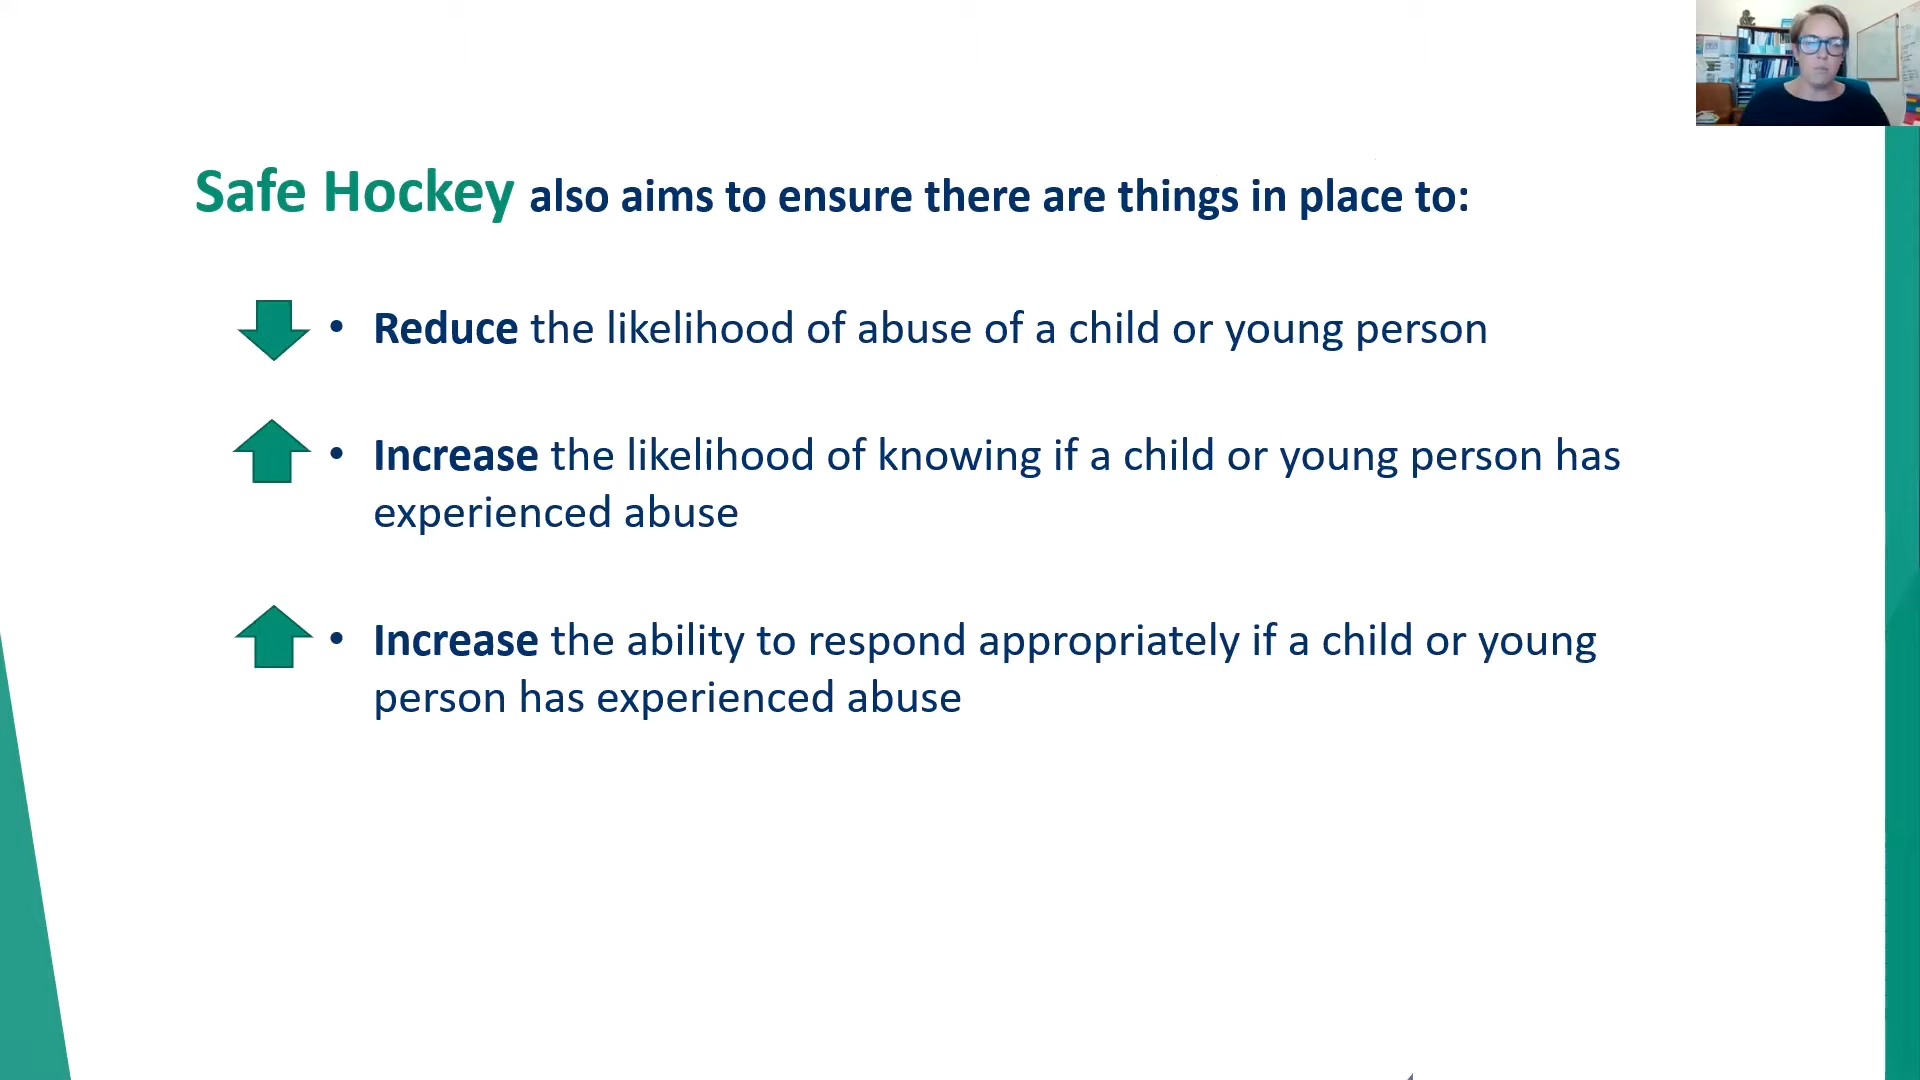 Safe Hockey also aims to ensure there are things in place to:
• Reduce the likelihood of abuse of a child or young person
• Increase the likelihood of knowing if a child or young person has
experienced abuse
• Increase the ability to respond appropriately if a child or young
person has experienced abuse